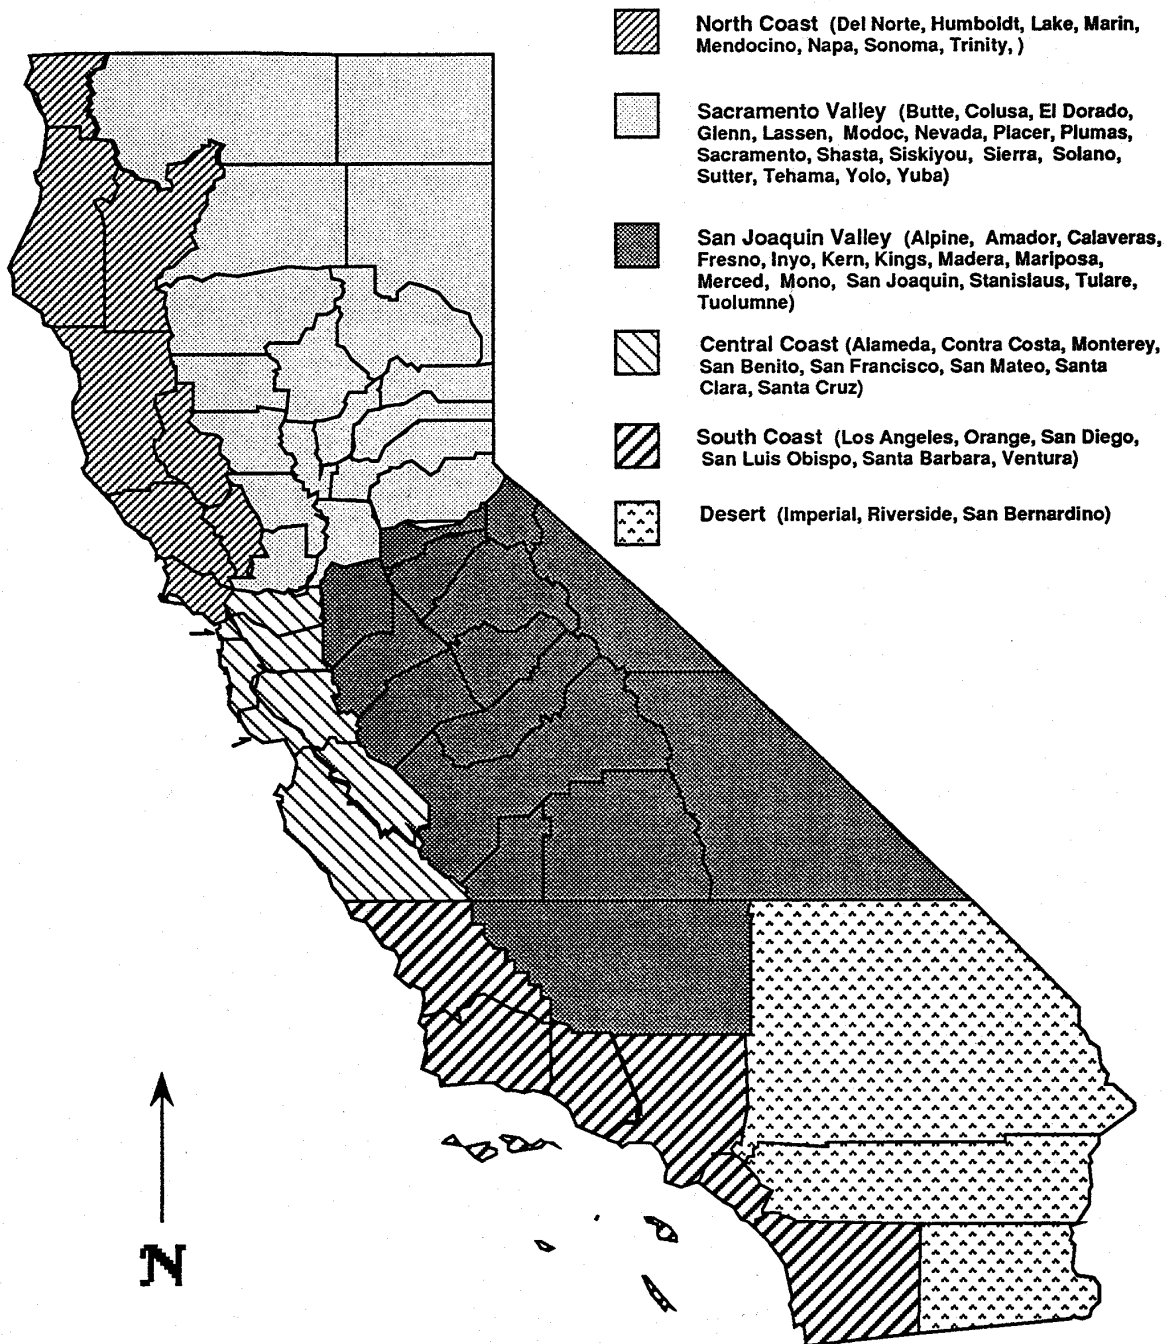 North Coast (Del Norte, Humboldt, Lake, Marin,
Mendocino, Napa, Sonoma, Trinity, )
Sacramento Valley (Butte, Colusa, El Dorado,
Glenn, Lassen, Modoc, Nevada, Placer, Plumas,
Sacramento, Shasta, Siskiyou, Sierra, Solano,
Sutter, Tehama, Yolo, Yuba)
San Joaquin Valley (Alpine, Amador, Calaveras,
Fresno, Inyo, Kern, Kings, Madera, Mariposa,
Merced, Mono, San Joaquin, Stanislaus, Tulare,
Tuolumne)
Central Coast (Alameda, Contra Costa, Monterey,
San Benito, San Francisco, San Mateo, Santa
Clara, Santa Cruz)
South Coast (Los Angeles, Orange, San Diego,
San Luis Obispo, Santa Barbara, Ventura)
Desert (Imperial, Riverside, San Bernardino)
N